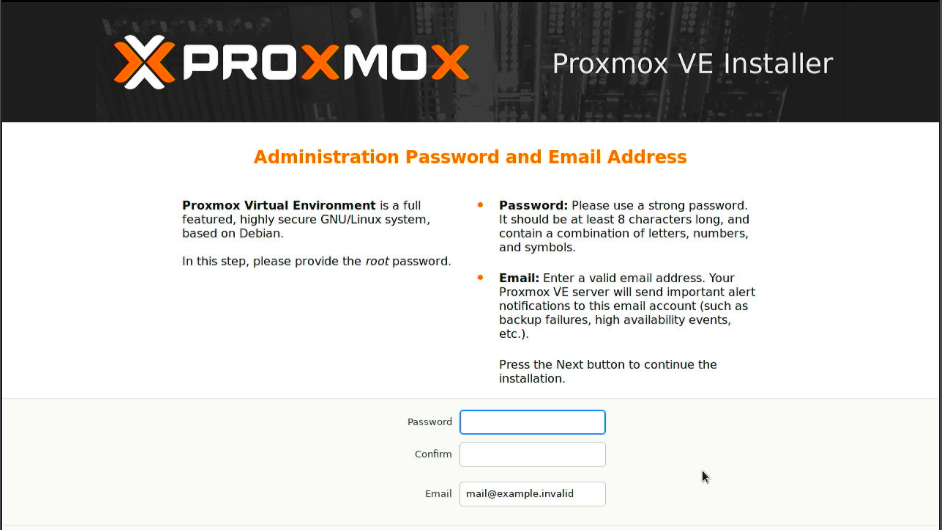 PROXMOX
Proxmox VE Installer
Administration Password and Email Address
Proxmox Virtual Environment is a full
featured, highly secure GNU/Linux system,
based on Debian.
In this step, please provide the root password.
Password: Please use a strong password.
It should be at least 8 characters long, and
contain a combination of letters, numbers,
and symbols.
Email: Enter a valid email address. Your
Proxmox VE server will send important alert
notifications to this email account (such as
backup failures, high availability events,
etc.).
Press the Next button to continue the
installation.
Password
Confirm
Email mail@example.invalid